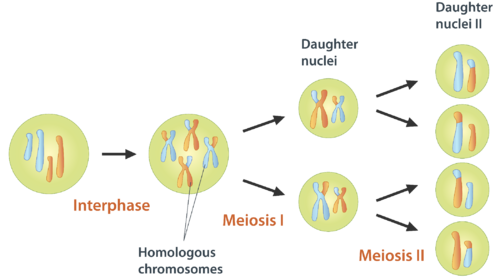 Daughter
nuclei II
Daughter
nuclei
Interphase
Meiosis I
Homologous
chromosomes
Meiosis II